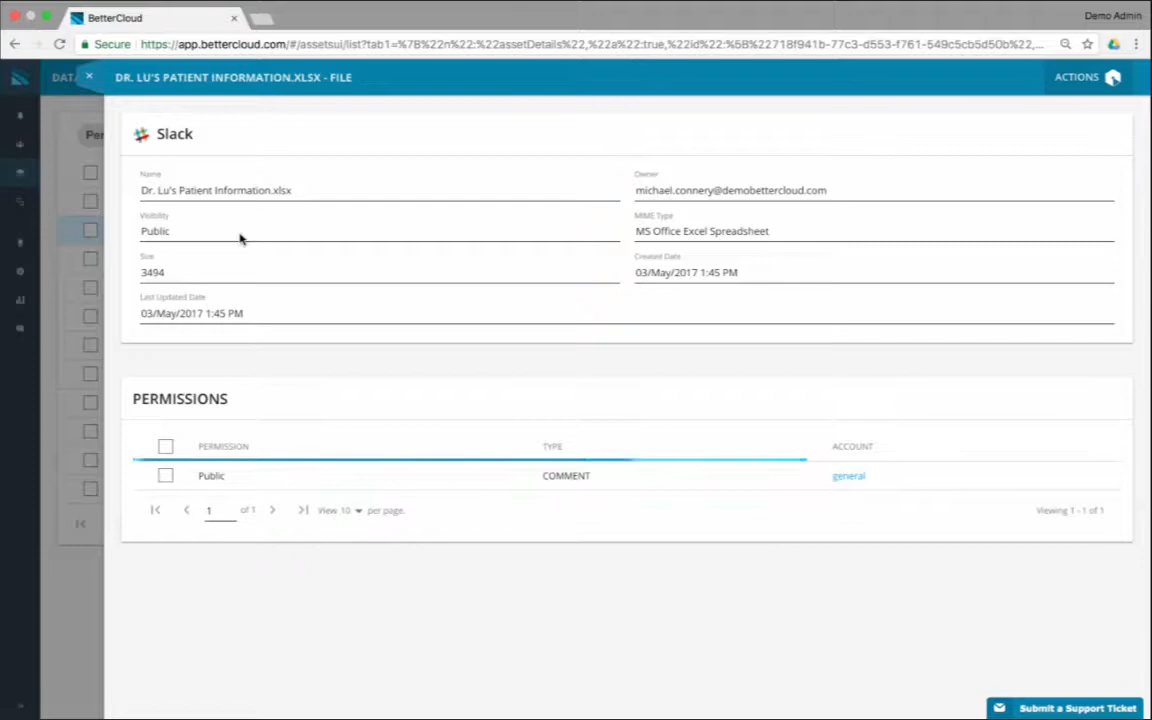 BetterCloud
Demo Admin
Secure https://app.bettercloud.com/#/assetsui/list?tab1=%7B%22n%22:%22assetDetails%22,%22a%22:true,%22id%22:%5B%22718f941b-77c3-d553-f761-549c5cb5d50b%22,...
DATA
DR. LU'S PATIENT INFORMATION.XLSX - FILE
ACTIONS
Per
Slack
Name
Owner
Dr. Lu's Patient Information.xlsx
michael.connery@demobettercloud.com
Visibility
MIME Type
Public
MS Office Excel Spreadsheet
Size
Created Date
3494
03/May/2017 1:45 PM
Last Updated Date
03/May/2017 1:45 PM
PERMISSIONS
PERMISSION TYPE ACCOUNT
Public COMMENT general
1 of 1 View 10 per page. Viewing 1 - 1 of 1
Submit a Support Ticket